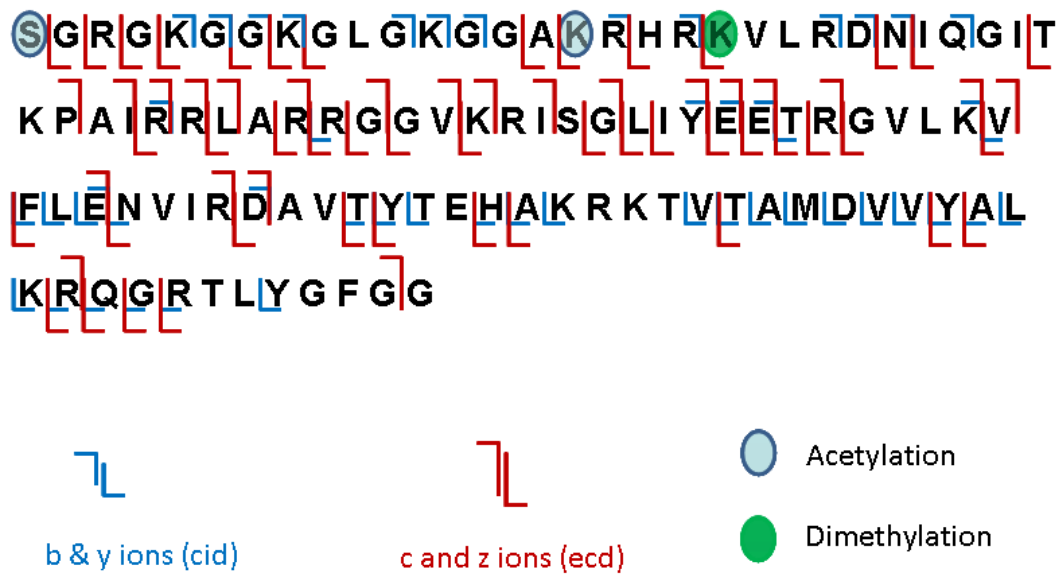 SGRGKGGKGLGKGGAKRHRKVLRDNIQGIT
KPAIRRLARRGGVKRISGLIYEETRGVLKV
FLENVIRDAVTYTEHAKRKTVTAMDVVYAL
KRQGRTLYGFGG
Acetylation
b & y ions (cid)
c and z ions (ecd)
Dimethylation